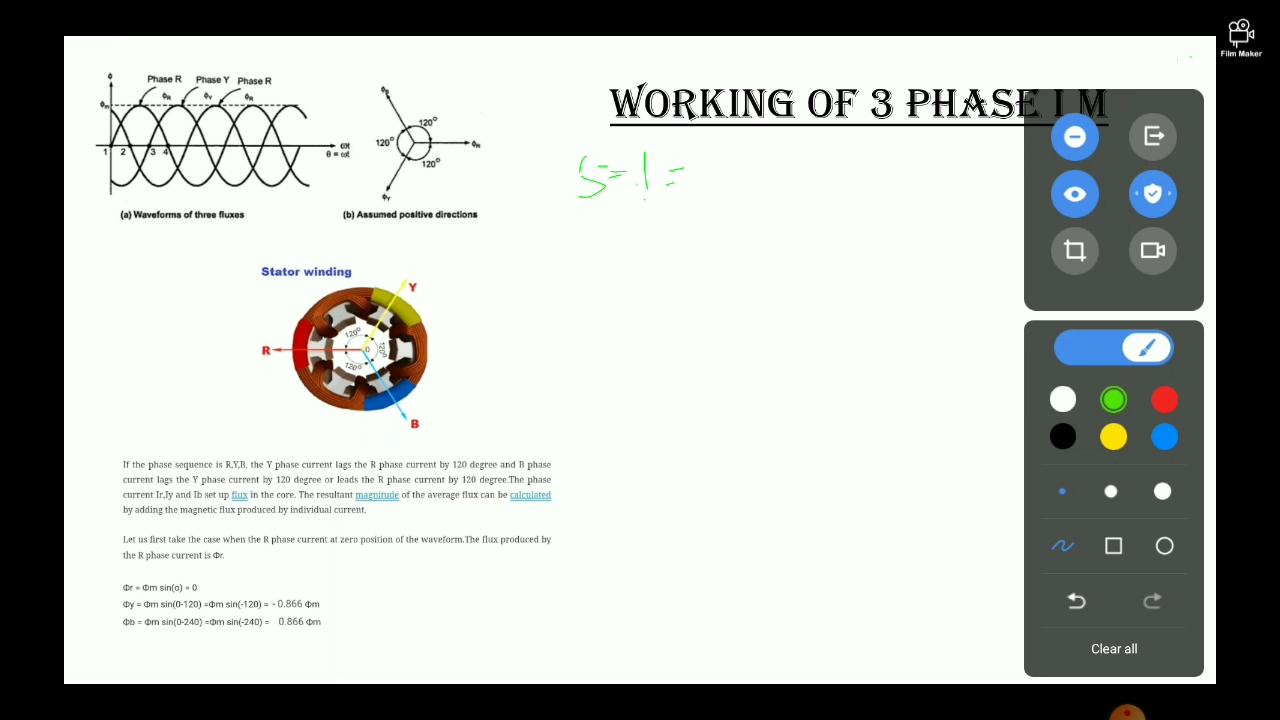 Film Maker
WORKING OF 3 PHASE I M
Phase R Phase Y Phase R
ϕ
ϕm ϕR ϕY ϕR
1 2 3 4 ωt
θ = ωt
(a) Waveforms of three fluxes
ϕB
120°
120° ϕR
120°
ϕY
(b) Assumed positive directions
S = .1 =
Stator winding
Y
120°
R 0 120°
120°
B
If the phase sequence is R,Y,B, the Y phase current lags the R phase current by 120 degree and B phase
current lags the Y phase current by 120 degree or leads the R phase current by 120 degree.The phase
current Ir,Iy and Ib set up flux in the core. The resultant magnitude of the average flux can be calculated
by adding the magnetic flux produced by individual current.
Let us first take the case when the R phase current at zero position of the waveform.The flux produced by
the R phase current is Φr.
Φr = Φm sin(o) = 0
Φy = Φm sin(0-120) =Φm sin(-120) = - 0.866 Φm
Φb = Φm sin(0-240) =Φm sin(-240) = 0.866 Φm
Clear all